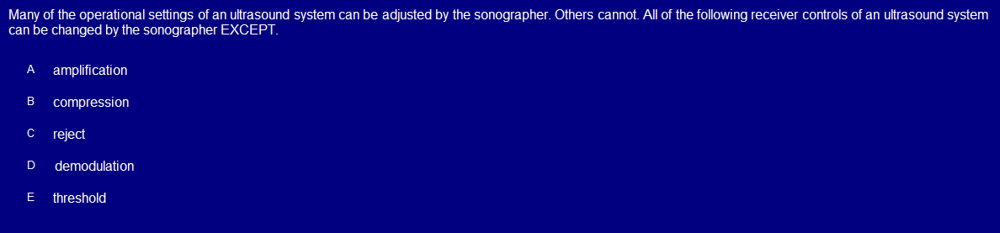 Many of the operational settings of an ultrasound system can be adjusted by the sonographer. Others cannot. All of the following receiver controls of an ultrasound system
can be changed by the sonographer EXCEPT.
A amplification
B compression
C reject
D demodulation
E threshold